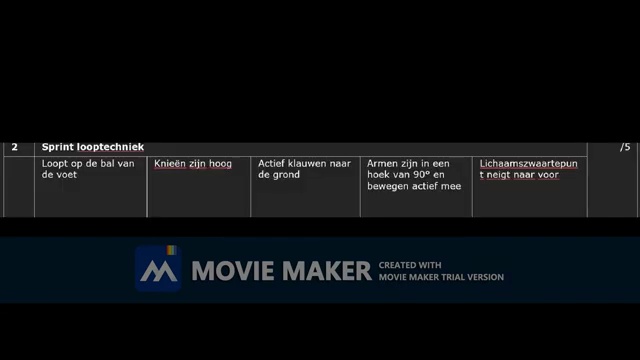 2 Sprint looptechniek /5
Loopt op de bal van de voet
Knieën zijn hoog
Actief klauwen naar de grond
Armen zijn in een hoek van 90° en bewegen actief mee
Lichaamszwaartepun
t neigt naar voor
MOVIE MAKER
CREATED WITH
MOVIE MAKER TRIAL VERSION